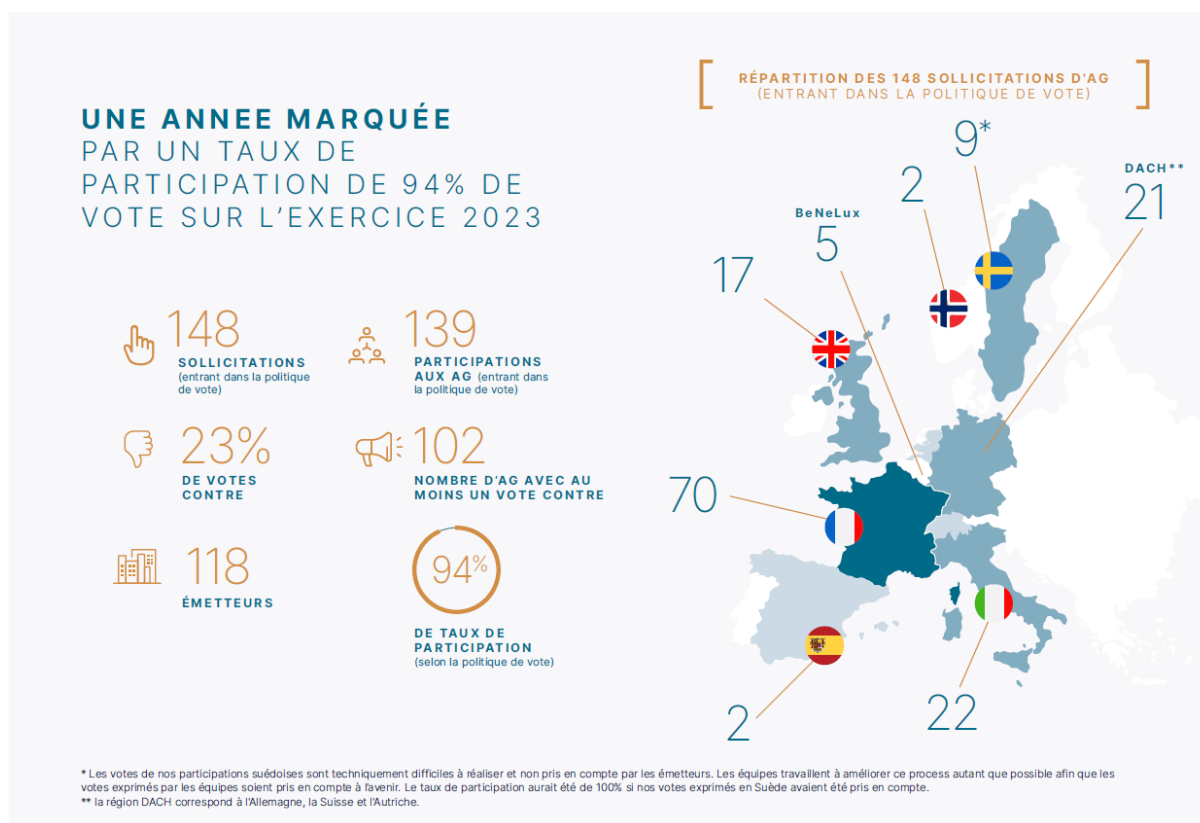 UNE ANNEE MARQUÉE
PAR UN TAUX DE
PARTICIPATION DE 94% DE
VOTE SUR L'EXERCICE 2023
148
SOLLICITATIONS
(entrant dans la politique
de vote)
139
PARTICIPATIONS
AUX AG (entrant dans
la politique de vote)
23%
DE VOTES
CONTRE
102
NOMBRE D'AG AVEC AU
MOINS UN VOTE CONTRE
118
ÉMETTEURS
94%
DE TAUX DE
PARTICIPATION
(selon la politique de vote)
RÉPARTITION DES 148 SOLLICITATIONS D'AG
(ENTRANT DANS LA POLITIQUE DE VOTE)
9*
2
DACH**
21
BeNeLux
5
17
70
2
22
* Les votes de nos participations suédoises sont techniquement difficiles à réaliser et non pris en compte par les émetteurs. Les équipes travaillent à améliorer ce process autant que possible afin que les
votes exprimés par les équipes soient pris en compte à l'avenir. Le taux de participation aurait été de 100% si nos votes exprimés en Suède avaient été pris en compte.
** la région DACH correspond à l'Allemagne, la Suisse et l'Autriche.